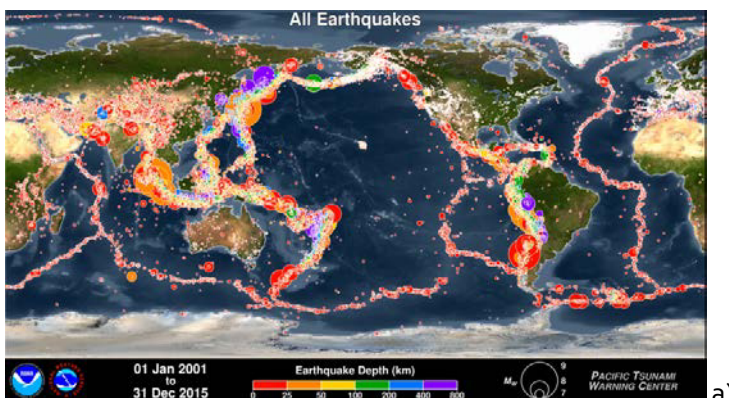 All Earthquakes
01 Jan 2001
to
31 Dec 2015
Earthquake Depth (km)
0 25 50 100 200 400 800
Mw
9
8
7
PACIFIC TSUNAMI
WARNING CENTER
a)